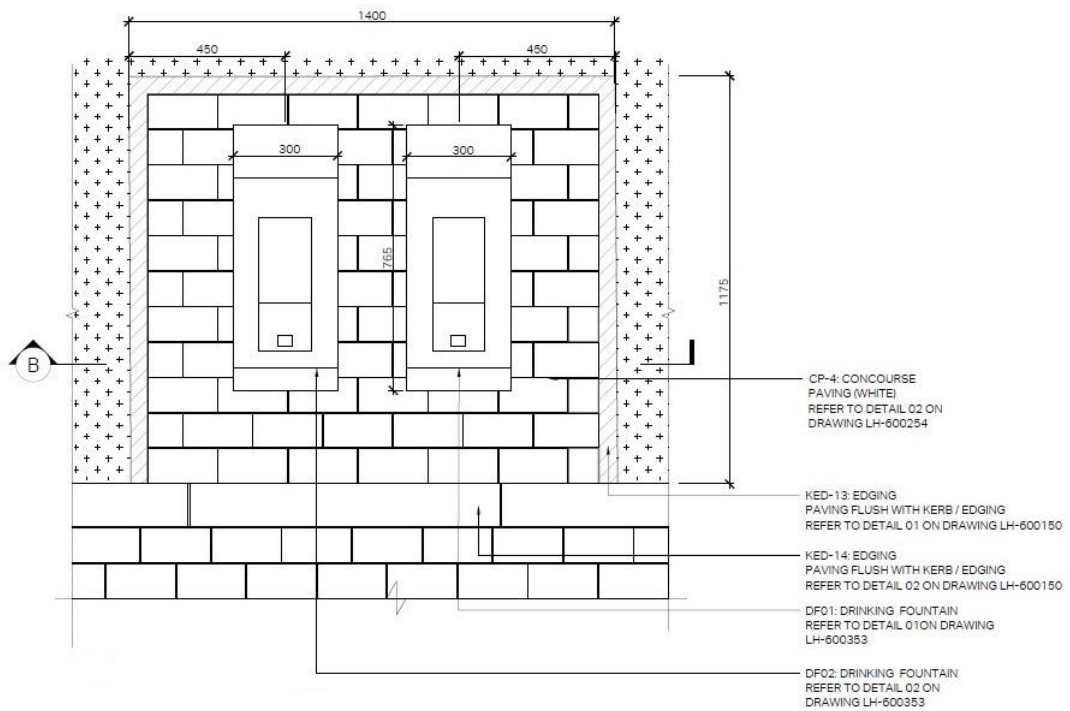 1400
450
450
300
300
765
1175
B
CP-4: CONCOURSE
PAVING (WHITE)
REFER TO DETAIL 02 ON
DRAWING LH-600254
KED-13: EDGING
PAVING FLUSH WITH KERB / EDGING
REFER TO DETAIL 01 ON DRAWING LH-600150
KED-14: EDGING
PAVING FLUSH WITH KERB / EDGING
REFER TO DETAIL 02 ON DRAWING LH-600150
DF01: DRINKING FOUNTAIN
REFER TO DETAIL 01ON DRAWING
LH-600353
DF02: DRINKING FOUNTAIN
REFER TO DETAIL 02 ON
DRAWING LH-600353